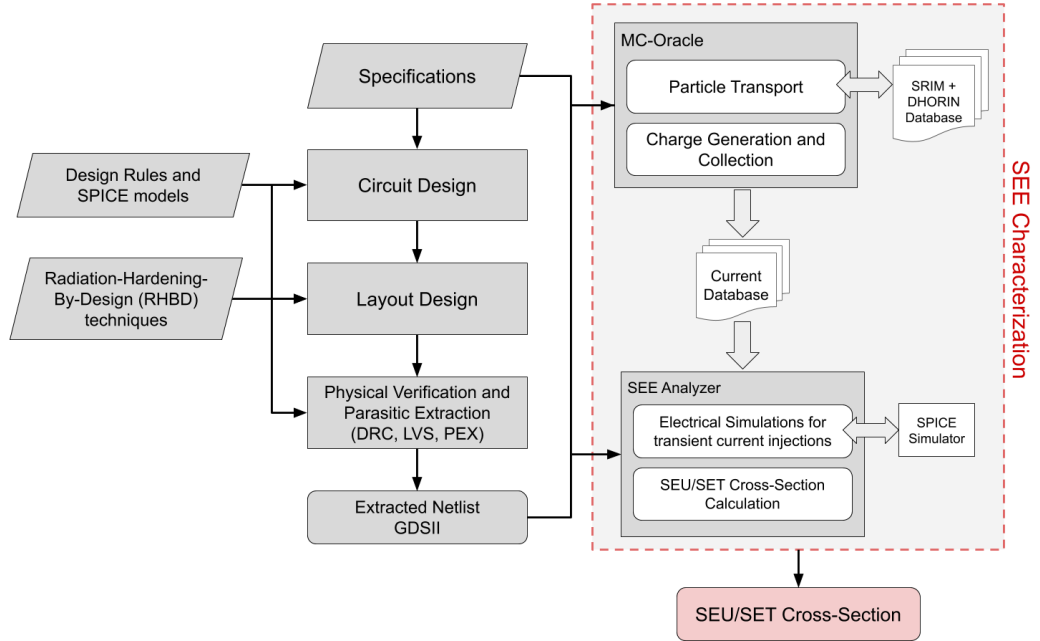 Specifications
Circuit Design
Layout Design
Physical Verification and
Parasitic Extraction
(DRC, LVS, PEX)
Extracted Netlist
GDSII
Design Rules and
SPICE models
Radiation-Hardening-
By-Design (RHBD)
techniques
MC-Oracle
Particle Transport
Charge Generation and
Collection
SRIM +
DHORIN
Database
Current
Database
SEE Analyzer
Electrical Simulations for
transient current injections
SEU/SET Cross-Section
Calculation
SPICE
Simulator
SEE Characterization
SEU/SET Cross-Section